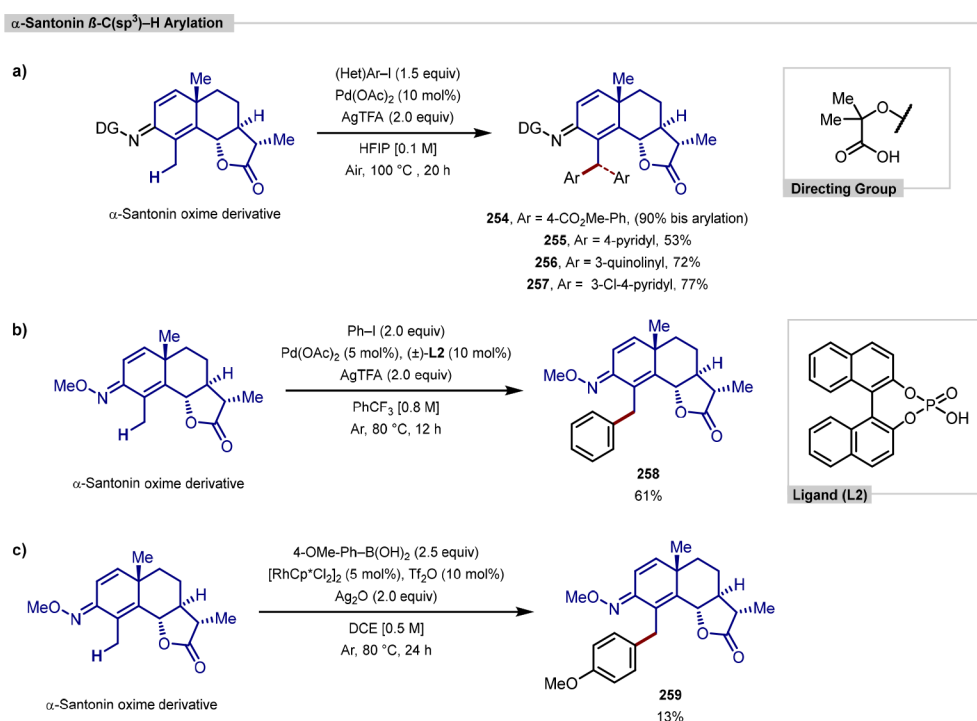 α-Santonin ß-C(sp³)–H Arylation
a)
Me
H
DG
N
H
O
O
Me
α-Santonin oxime derivative
(Het)Ar–I (1.5 equiv)
Pd(OAc)₂ (10 mol%)
AgTFA (2.0 equiv)
HFIP [0.1 M]
Air, 100 °C , 20 h
Me
H
DG
N
Ar
Ar
O
O
Me
254, Ar = 4-CO₂Me-Ph, (90% bis arylation)
255, Ar = 4-pyridyl, 53%
256, Ar = 3-quinolinyl, 72%
257, Ar = 3-Cl-4-pyridyl, 77%
Me
Me
O
O
OH
Directing Group
b)
Me
H
MeO
N
H
O
O
Me
α-Santonin oxime derivative
Ph–I (2.0 equiv)
Pd(OAc)₂ (5 mol%), (±)-L2 (10 mol%)
AgTFA (2.0 equiv)
PhCF₃ [0.8 M]
Ar, 80 °C, 12 h
Me
H
MeO
N
O
O
Me
258
61%
O
O
P
O
OH
Ligand (L2)
c)
Me
H
MeO
N
H
O
O
Me
α-Santonin oxime derivative
4-OMe-Ph–B(OH)₂ (2.5 equiv)
[RhCp*Cl₂]₂ (5 mol%), Tf₂O (10 mol%)
Ag₂O (2.0 equiv)
DCE [0.5 M]
Ar, 80 °C, 24 h
Me
H
MeO
N
O
O
Me
MeO
259
13%